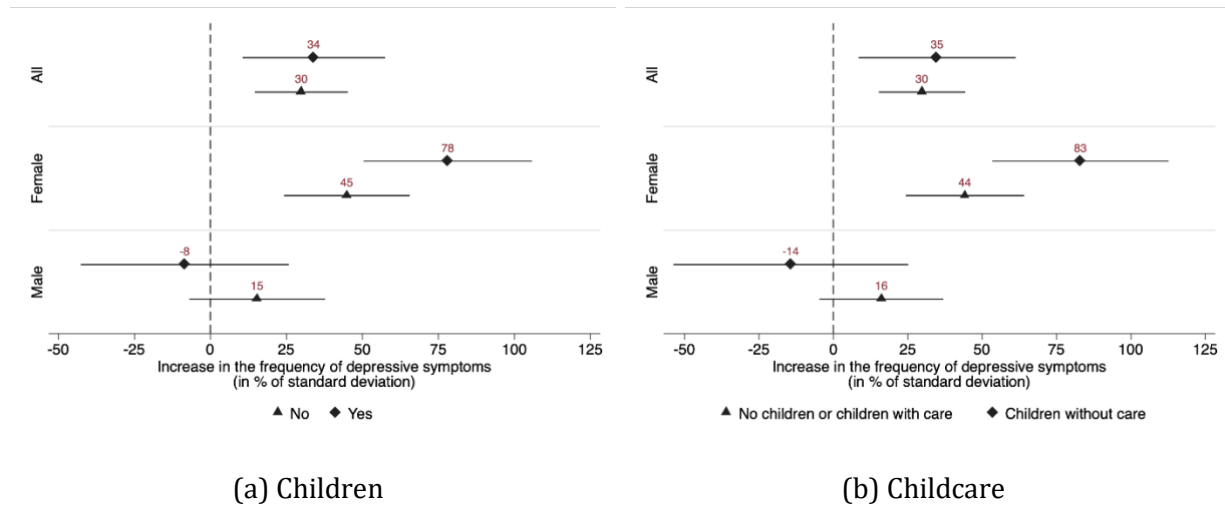 All
34
30
Female
78
45
Male
-8
15
-50 -25 0 25 50 75 100 125
Increase in the frequency of depressive symptoms
(in % of standard deviation)
▲ No ◆ Yes
(a) Children
All
35
30
Female
83
44
Male
-14
16
-50 -25 0 25 50 75 100 125
Increase in the frequency of depressive symptoms
(in % of standard deviation)
▲ No children or children with care ◆ Children without care
(b) Childcare